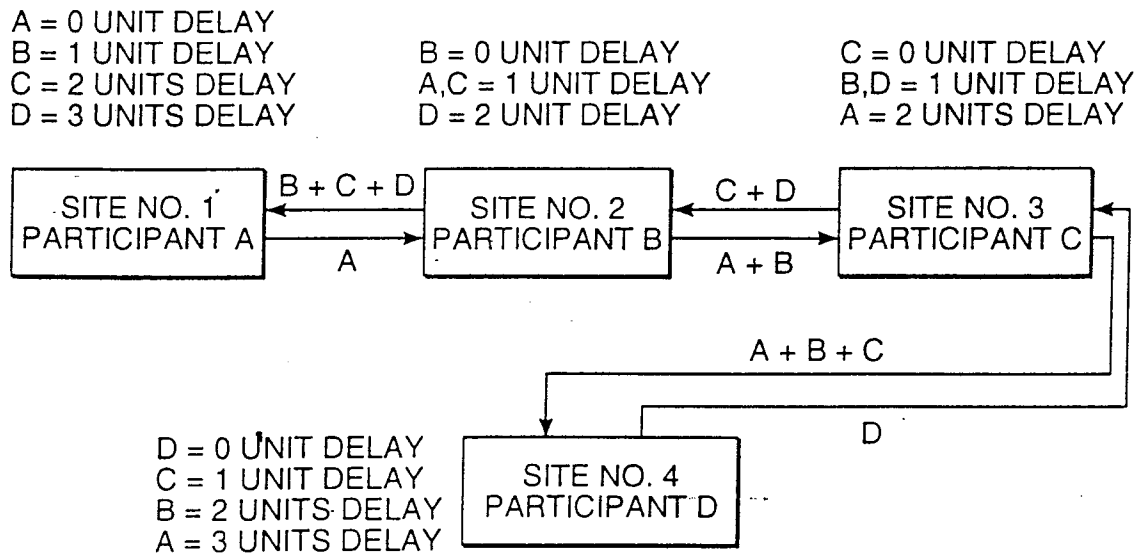 A = 0 UNIT DELAY
B = 1 UNIT DELAY
C = 2 UNITS DELAY
D = 3 UNITS DELAY
B = 0 UNIT DELAY
A,C = 1 UNIT DELAY
D = 2 UNIT DELAY
C = 0 UNIT DELAY
B,D = 1 UNIT DELAY
A = 2 UNITS DELAY
SITE NO. 1
PARTICIPANT A
B + C + D
A
SITE NO. 2
PARTICIPANT B
C + D
A + B
SITE NO. 3
PARTICIPANT C
A + B + C
D
D = 0 UNIT DELAY
C = 1 UNIT DELAY
B = 2 UNITS DELAY
A = 3 UNITS DELAY
SITE NO. 4
PARTICIPANT D